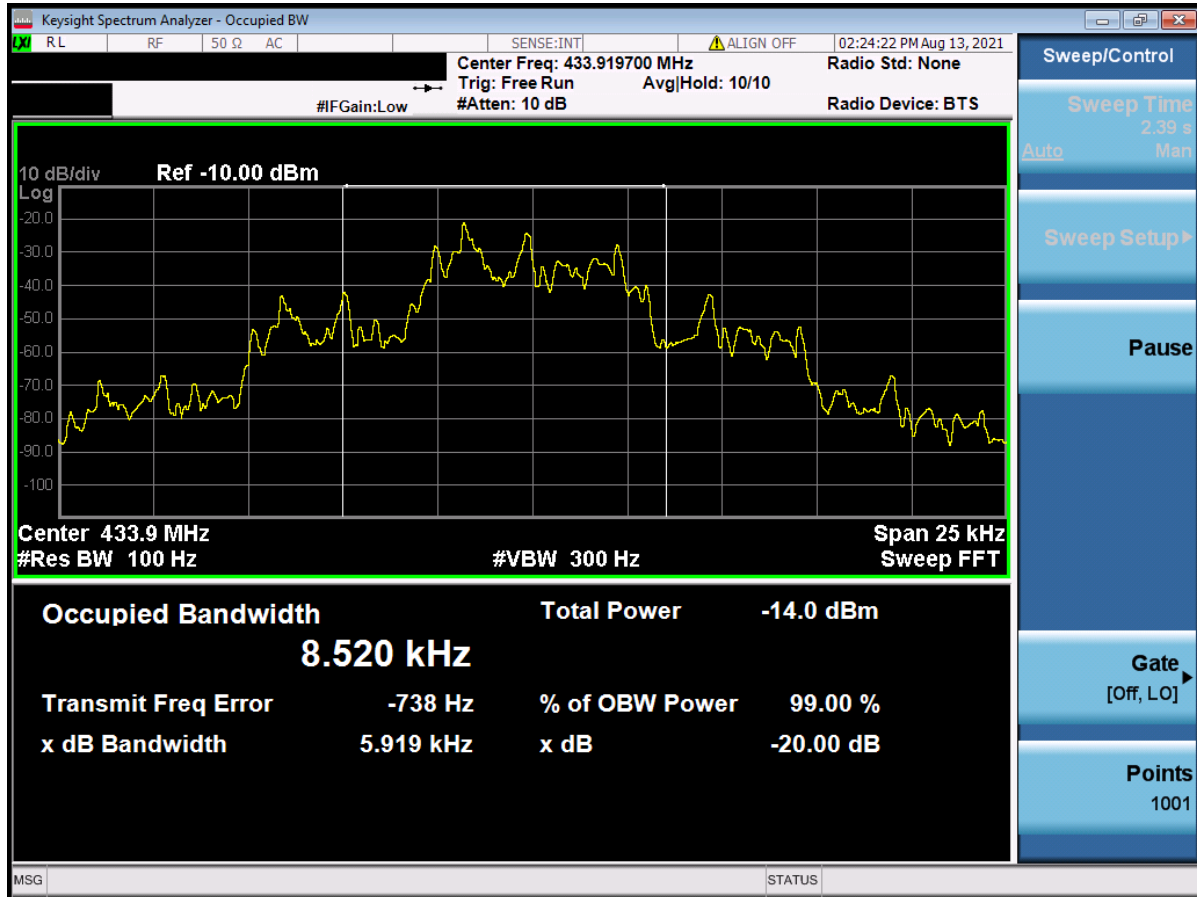 Keysight Spectrum Analyzer - Occupied BW
LXI RL RF 50 Ω AC SENSE:INT ALIGN OFF 02:24:22 PM Aug 13, 2021
Center Freq: 433.919700 MHz Radio Std: None
Trig: Free Run Avg|Hold: 10/10
#IFGain:Low #Atten: 10 dB Radio Device: BTS
10 dB/div Ref -10.00 dBm
Log
-20.0
-30.0
-40.0
-50.0
-60.0
-70.0
-80.0
-90.0
-100
Center 433.9 MHz Span 25 kHz
#Res BW 100 Hz #VBW 300 Hz Sweep FFT
Occupied Bandwidth Total Power -14.0 dBm
8.520 kHz
Transmit Freq Error -738 Hz % of OBW Power 99.00 %
x dB Bandwidth 5.919 kHz x dB -20.00 dB
MSG STATUS
Sweep/Control
Sweep Time
2.39 s
Auto Man
Sweep Setup
Pause
Gate
[Off, LO]
Points
1001